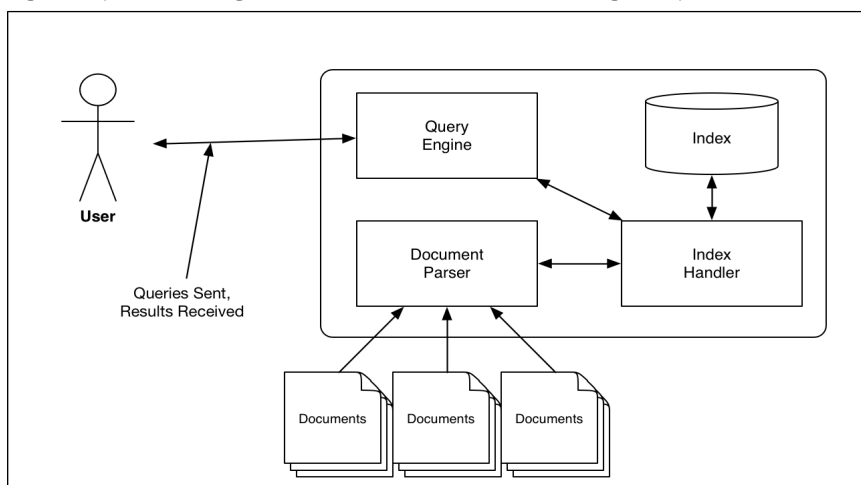 Query
Engine
Index
User
Document
Parser
Index
Handler
Queries Sent,
Results Received
Documents
Documents
Documents